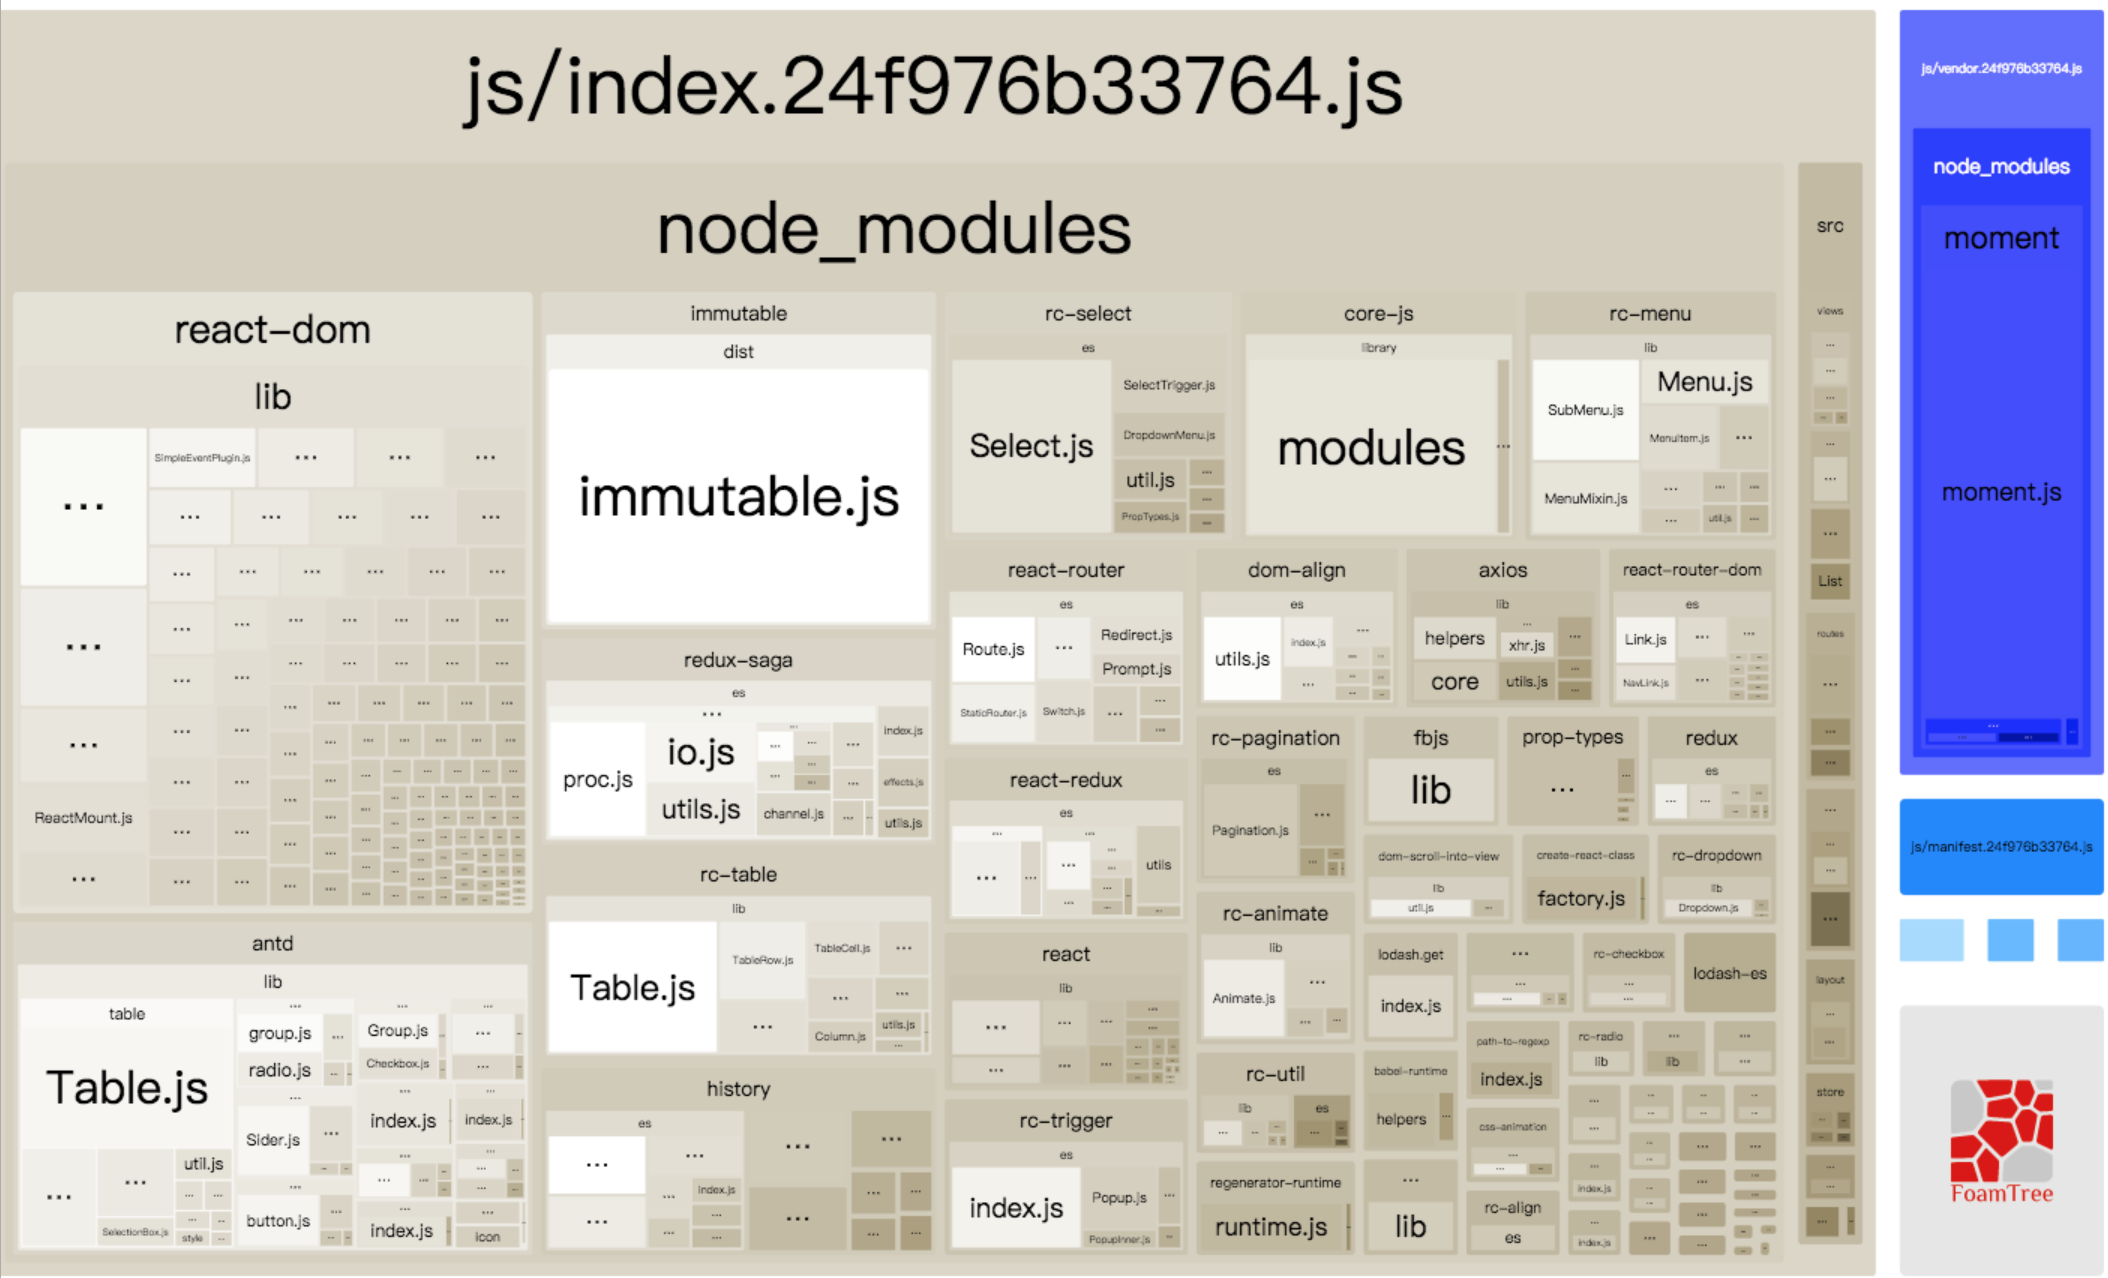 js/index.24f976b33764.js
node_modules
react-dom
lib
...
SimpleEventPlugin.js
ReactMount.js
antd
lib
table
Table.js
util.js
SelectionBox.js
style
group.js
radio.js
Sider.js
button.js
Group.js
Checkbox.js
index.js
index.js
index.js
icon
immutable
dist
immutable.js
redux-saga
es
...
proc.js
io.js
utils.js
channel.js
index.js
effects.js
utils.js
rc-table
lib
Table.js
TableRow.js
TableCell.js
Column.js
utils.js
history
es
index.js
rc-select
es
Select.js
SelectTrigger.js
DropdownMenu.js
util.js
PropTypes.js
core-js
library
modules
rc-menu
lib
SubMenu.js
Menu.js
MenuItem.js
MenuMixin.js
util.js
react-router
es
Route.js
Redirect.js
Prompt.js
StaticRouter.js
Switch.js
dom-align
es
utils.js
index.js
axios
lib
helpers
xhr.js
core
utils.js
react-router-dom
es
Link.js
NavLink.js
react-redux
es
utils
rc-pagination
es
Pagination.js
fbjs
lib
prop-types
...
redux
es
dom-scroll-into-view
lib
util.js
create-react-class
factory.js
rc-dropdown
lib
Dropdown.js
react
lib
rc-animate
lib
Animate.js
lodash.get
index.js
rc-checkbox
lodash-es
rc-trigger
es
index.js
Popup.js
PopupInner.js
rc-util
lib
es
babel-runtime
helpers
path-to-regexp
index.js
rc-radio
lib
lib
css-animation
regenerator-runtime
runtime.js
...
lib
rc-align
es
index.js
index.js
src
views
List
routes
layout
store
js/vendor.24f976b33764.js
node_modules
moment
moment.js
js/manifest.24f976b33764.js
FoamTree